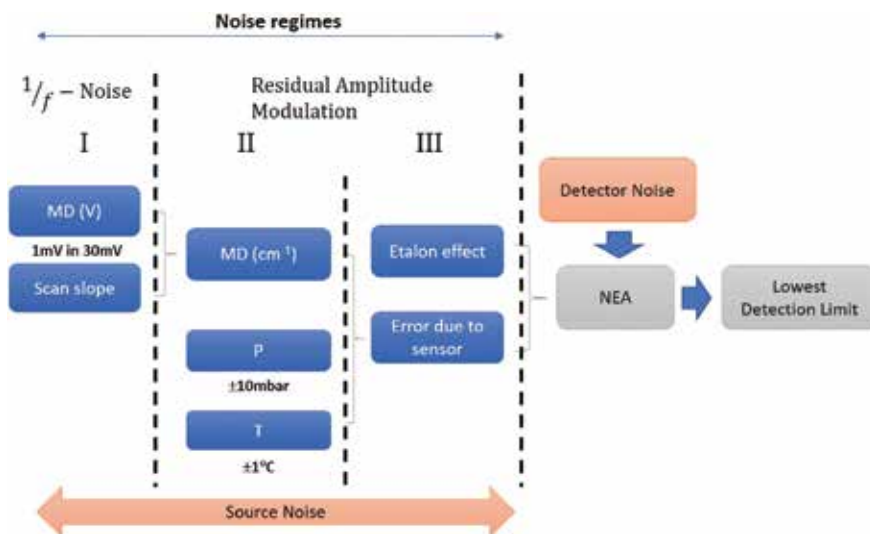 Noise regimes
1/f − Noise
Residual Amplitude
Modulation
I
II
III
MD (V)
1mV in 30mV
Scan slope
MD (cm⁻¹)
P
±10mbar
T
±1°C
Etalon effect
Error due to
sensor
Detector Noise
NEA
Lowest
Detection Limit
Source Noise